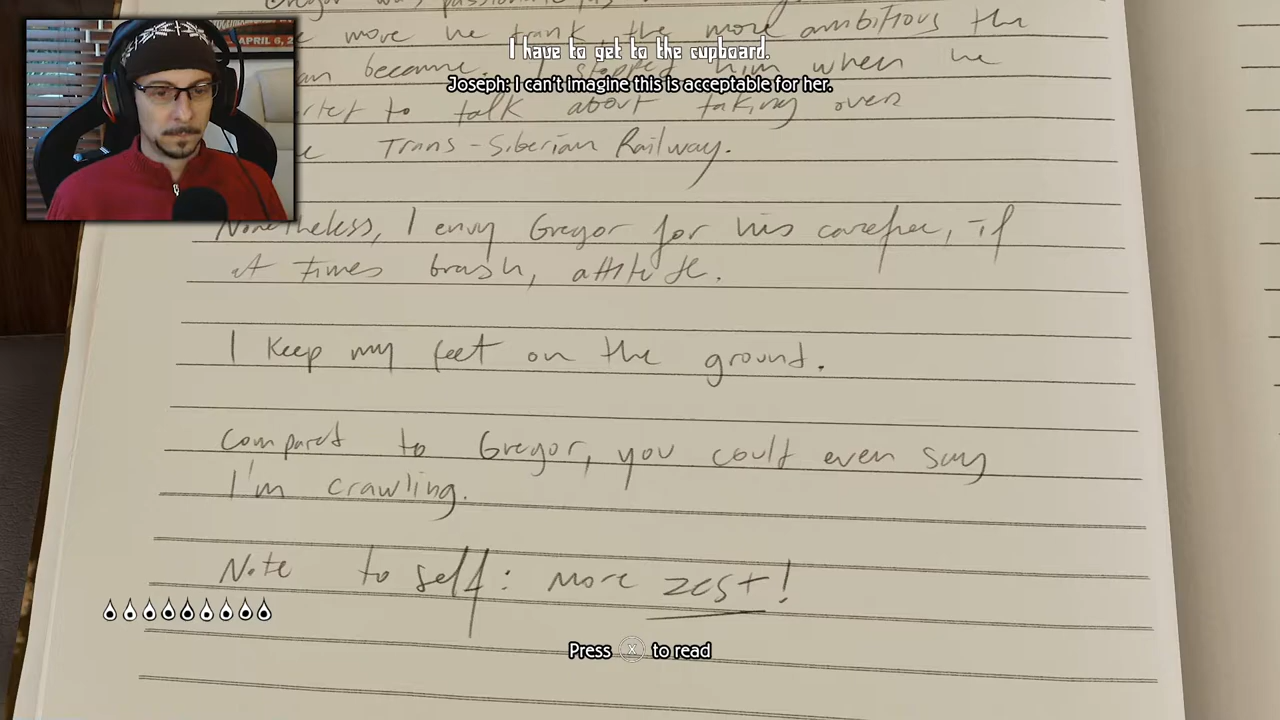 Gregor was
more he drank, the more ambitious the
became. I stopped him when he
to talk about taking over
Trans-Siberian Railway.
I have to get to the cupboard.
Joseph: I can't imagine this is acceptable for her.
APRIL 6, 2
Nonetheless, I envy Gregor for his carefree, if
at times brash, attitude.
I keep my feet on the ground.
Compared to Gregor, you could even say
I'm crawling.
Note to self: More zest!
Press X to read